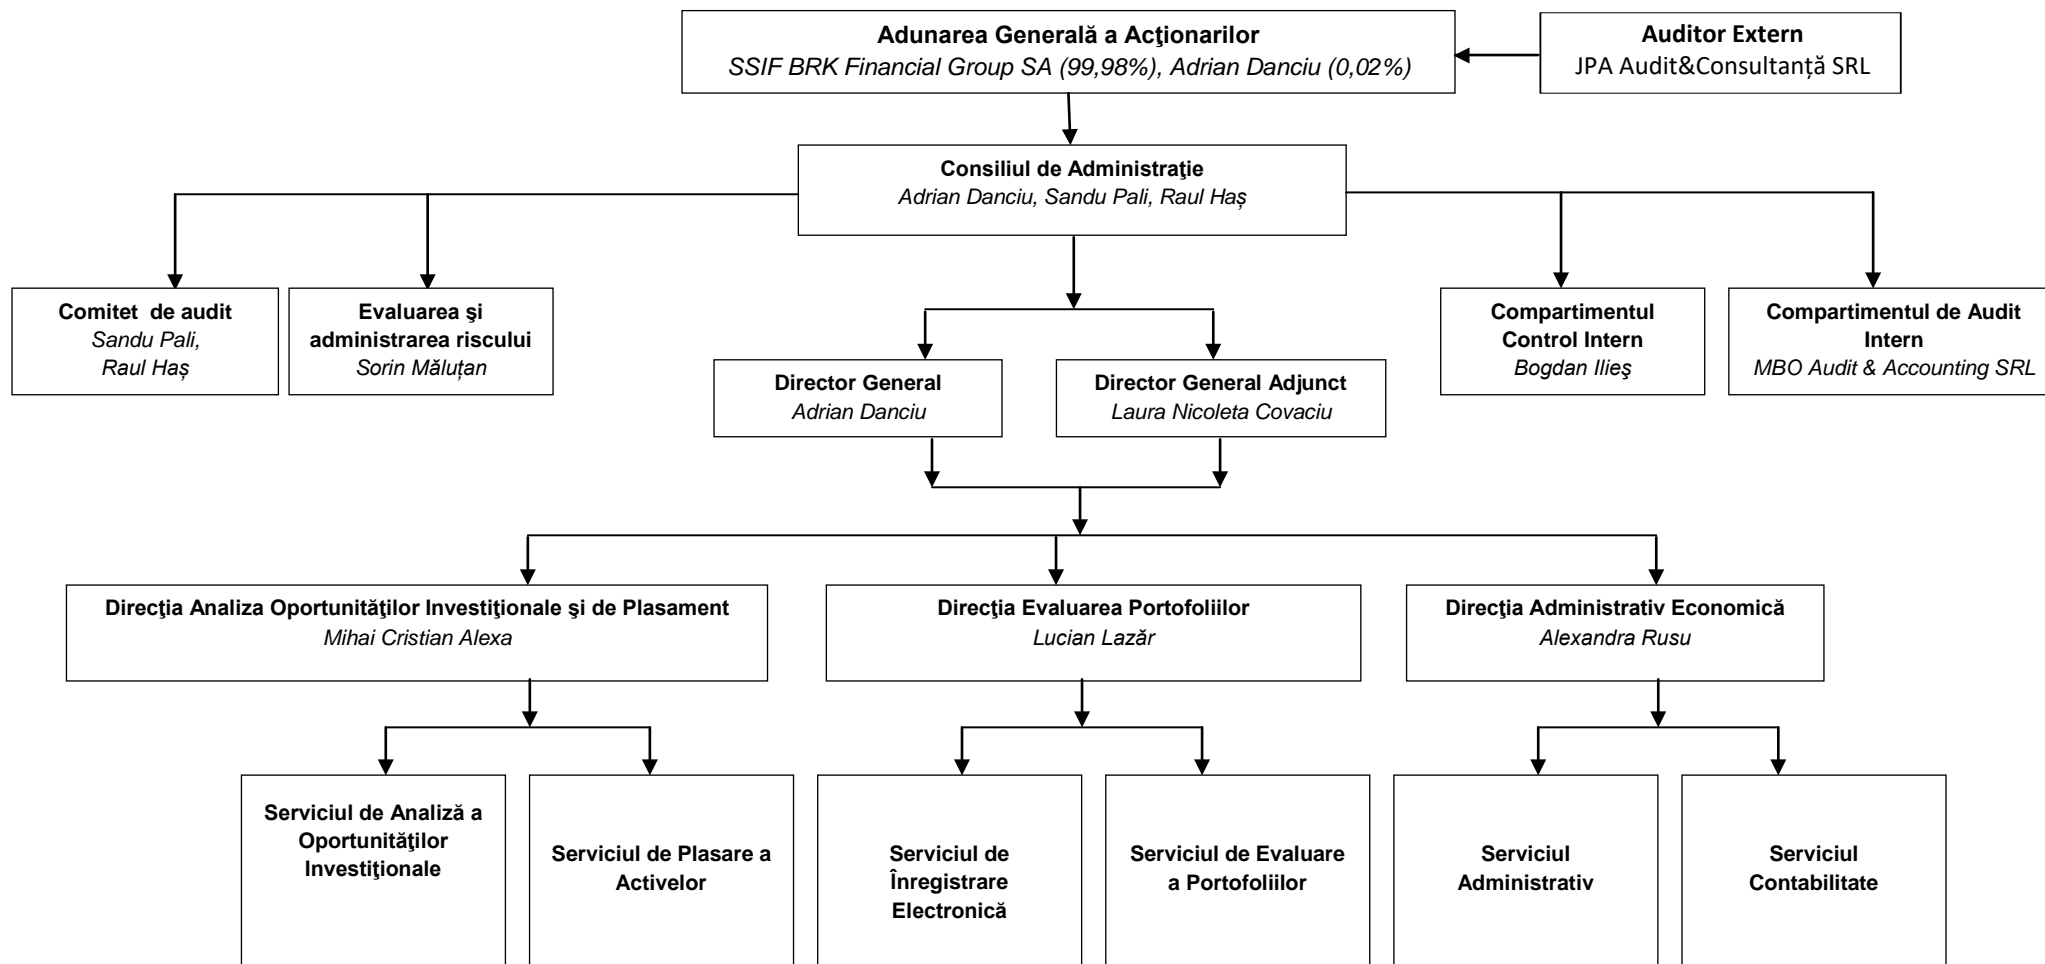 Adunarea Generală a Acţionarilor
SSIF BRK Financial Group SA (99,98%), Adrian Danciu (0,02%)
Auditor Extern
JPA Audit&Consultanță SRL
Consiliul de Administraţie
Adrian Danciu, Sandu Pali, Raul Haș
Comitet de audit
Sandu Pali,
Raul Haș
Evaluarea şi
administrarea riscului
Sorin Măluțan
Compartimentul
Control Intern
Bogdan Ilieş
Compartimentul de Audit
Intern
MBO Audit & Accounting SRL
Director General
Adrian Danciu
Director General Adjunct
Laura Nicoleta Covaciu
Direcţia Analiza Oportunităţilor Investiţionale şi de Plasament
Mihai Cristian Alexa
Direcţia Evaluarea Portofoliilor
Lucian Lazăr
Direcţia Administrativ Economică
Alexandra Rusu
Serviciul de Analiză a
Oportunităţilor
Investiţionale
Serviciul de Plasare a
Activelor
Serviciul de
Înregistrare
Electronică
Serviciul de Evaluare
a Portofoliilor
Serviciul
Administrativ
Serviciul
Contabilitate